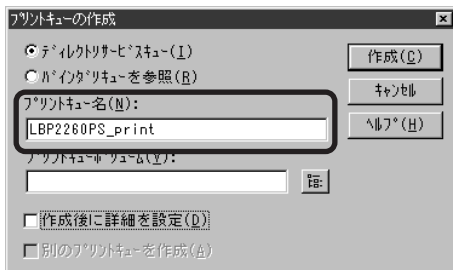 プリントキューの作成
ﾃﾞｨﾚｸﾄﾘｻｰﾋﾞｽｷｭｰ(I)
作成(C)
ﾊﾞｲﾝﾀﾞﾘｷｭｰを参照(R)
ｷｬﾝｾﾙ
ﾌﾟﾘﾝﾄｷｭｰ名(N):
ﾍﾙﾌﾟ(H)
LBP2260PS_print
ﾌﾟﾘﾝﾄｷｭｰﾎﾞﾘｭｰﾑ(V):
作成後に詳細を設定(D)
別のﾌﾟﾘﾝﾄｷｭｰを作成(A)